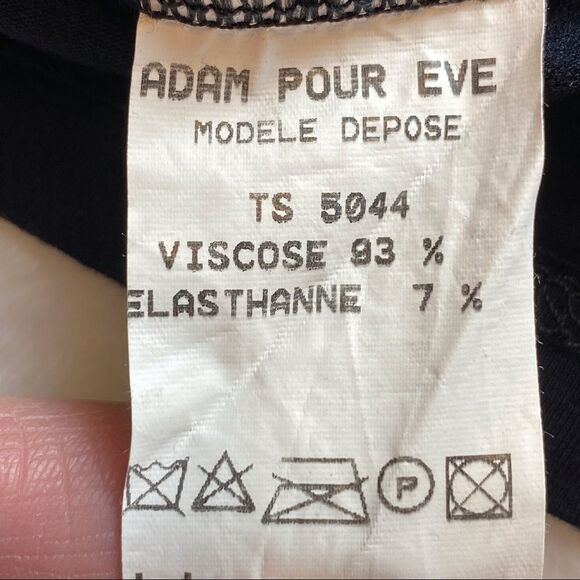 ADAM POUR EVE
MODELE DEPOSE
TS 5044
VISCOSE 93 %
ELASTHANNE 7 %
P